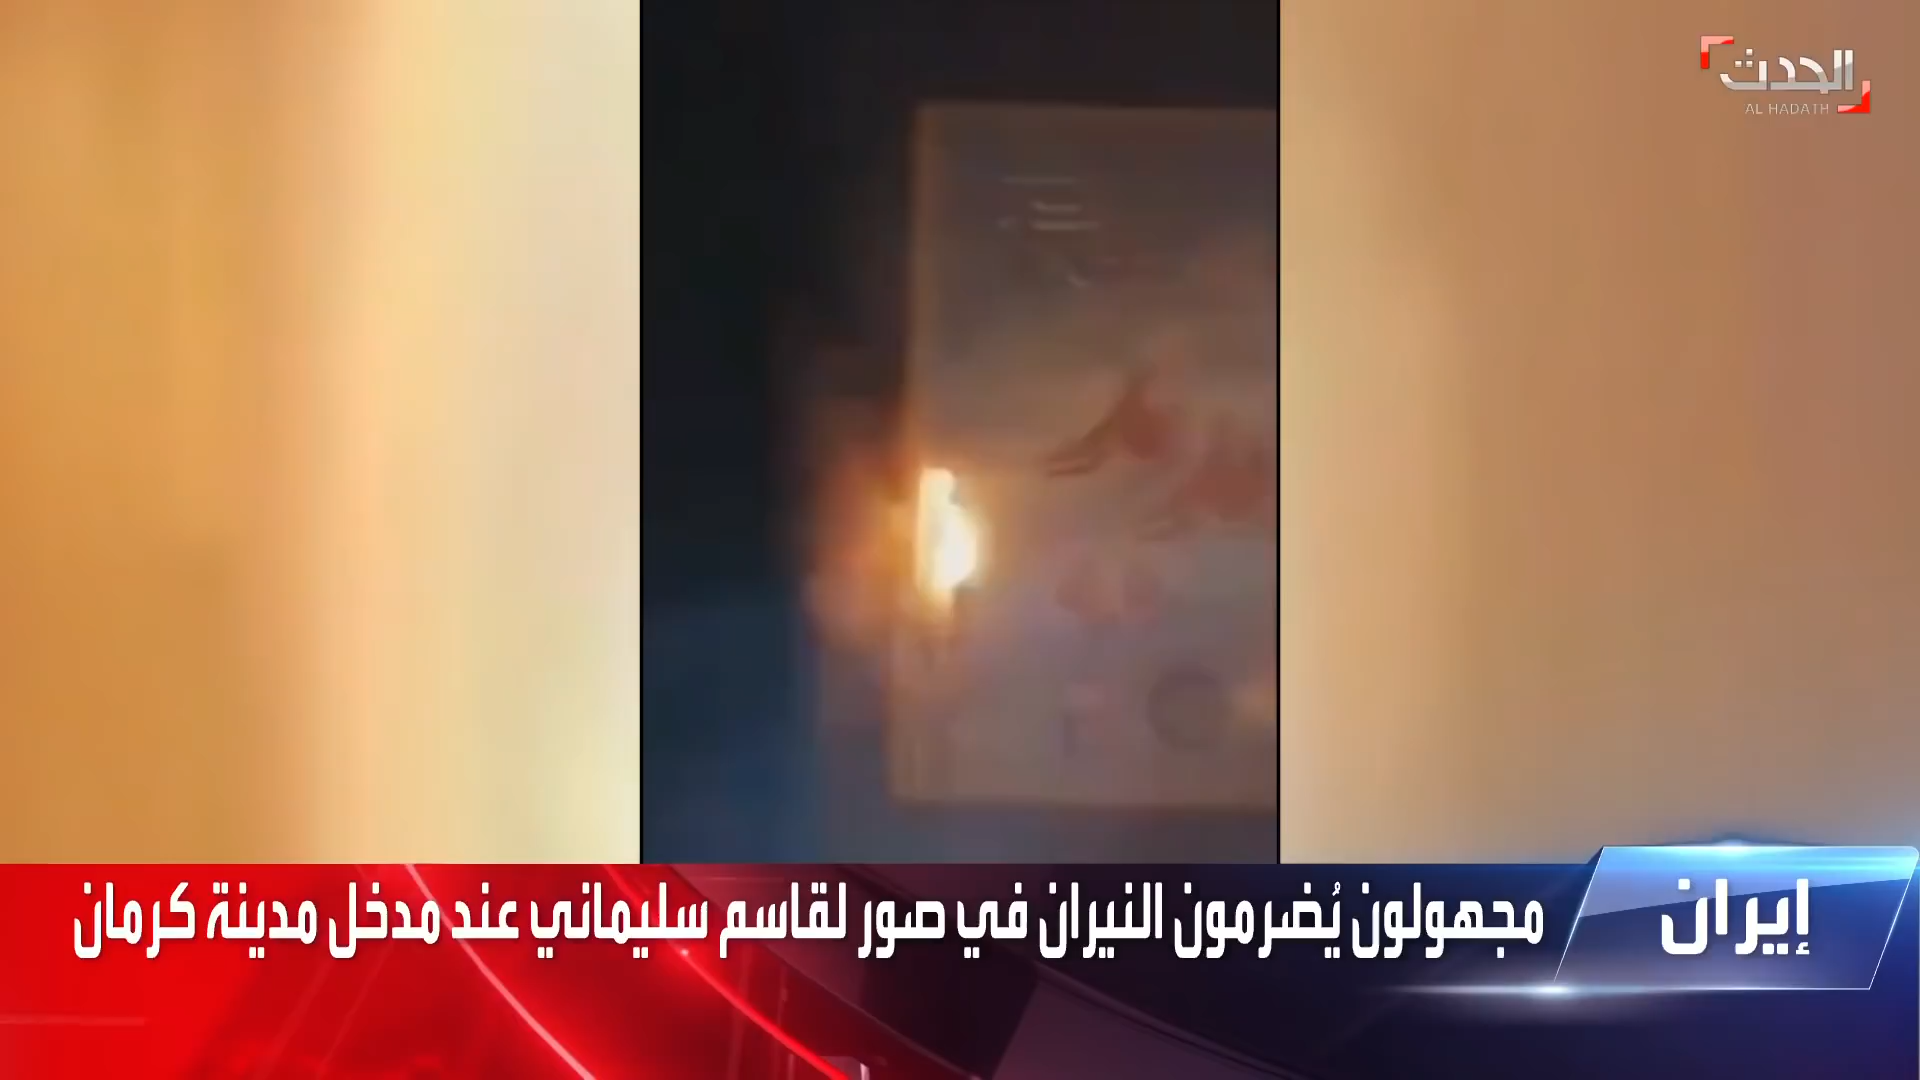 الحدث
AL HADATH
إيران
مجهولون يُضرمون النيران في صور لقاسم سليماني عند مدخل مدينة كرمان